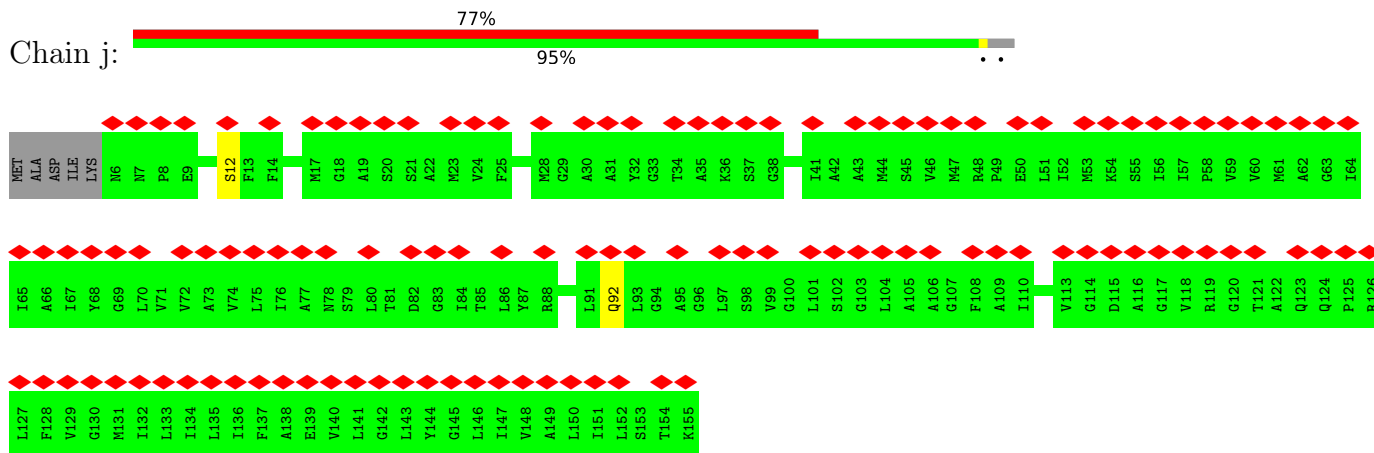 77%
Chain j:
95%
. .
MET ALA ASP ILE LYS N6 N7 P8 E9 S12 F13 F14 M17 G18 A19 S20 S21 A22 M23 V24 F25 M28 G29 A30 A31 Y32 G33 T34 A35 K36 S37 G38 I41 A42 A43 M44 S45 V46 M47 R48 P49 E50 L51 I52 M53 K54 S55 I56 I57 P58 V59 V60 M61 A62 G63 I64
I65 A66 I67 Y68 G69 L70 V71 V72 A73 V74 L75 I76 A77 N78 S79 L80 T81 D82 G83 I84 T85 L86 Y87 R88 L91 Q92 L93 G94 A95 G96 L97 S98 V99 G100 L101 S102 G103 L104 A105 A106 G107 F108 A109 I110 V113 G114 D115 A116 G117 V118 R119 G120 T121 A122 Q123 Q124 P125 R126
L127 F128 V129 G130 M131 I132 L133 I134 L135 I136 F137 A138 E139 V140 L141 G142 L143 Y144 G145 L146 I147 V148 A149 L150 I151 L152 S153 T154 K155